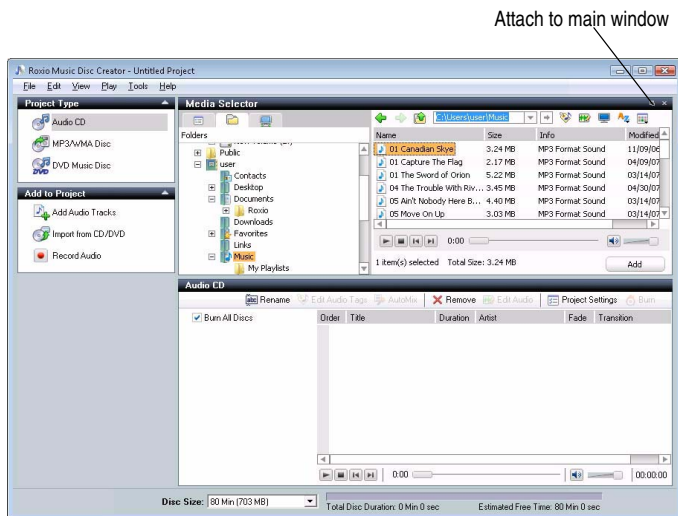 Attach to main window
Roxio Music Disc Creator - Untitled Project
File Edit View Play Tools Help
Project Type
Audio CD
MP3/WMA Disc
DVD Music Disc
Add to Project
Add Audio Tracks
Import from CD/DVD
Record Audio
Media Selector
C:\Users\user\Music
Folders
Public
user
Contacts
Desktop
Documents
Roxio
Downloads
Favorites
Links
Music
My Playlists
Name Size Info Modified
01 Canadian Skye 3.24 MB MP3 Format Sound 11/09/06
01 Capture The Flag 2.17 MB MP3 Format Sound 04/09/07
01 The Sword of Orion 5.22 MB MP3 Format Sound 03/14/07
04 The Trouble With Riv... 3.45 MB MP3 Format Sound 04/30/07
05 Ain't Nobody Here B... 4.40 MB MP3 Format Sound 03/14/07
05 Move On Up 3.03 MB MP3 Format Sound 03/14/07
0:00
1 item(s) selected Total Size: 3.24 MB
Add
Audio CD
Rename Edit Audio Tags AutoMix Remove Edit Audio Project Settings Burn
Burn All Discs
Order Title Duration Artist Fade Transition
0:00 00:00:00
Disc Size: 80 Min (703 MB)
Total Disc Duration: 0 Min 0 sec Estimated Free Time: 80 Min 0 sec